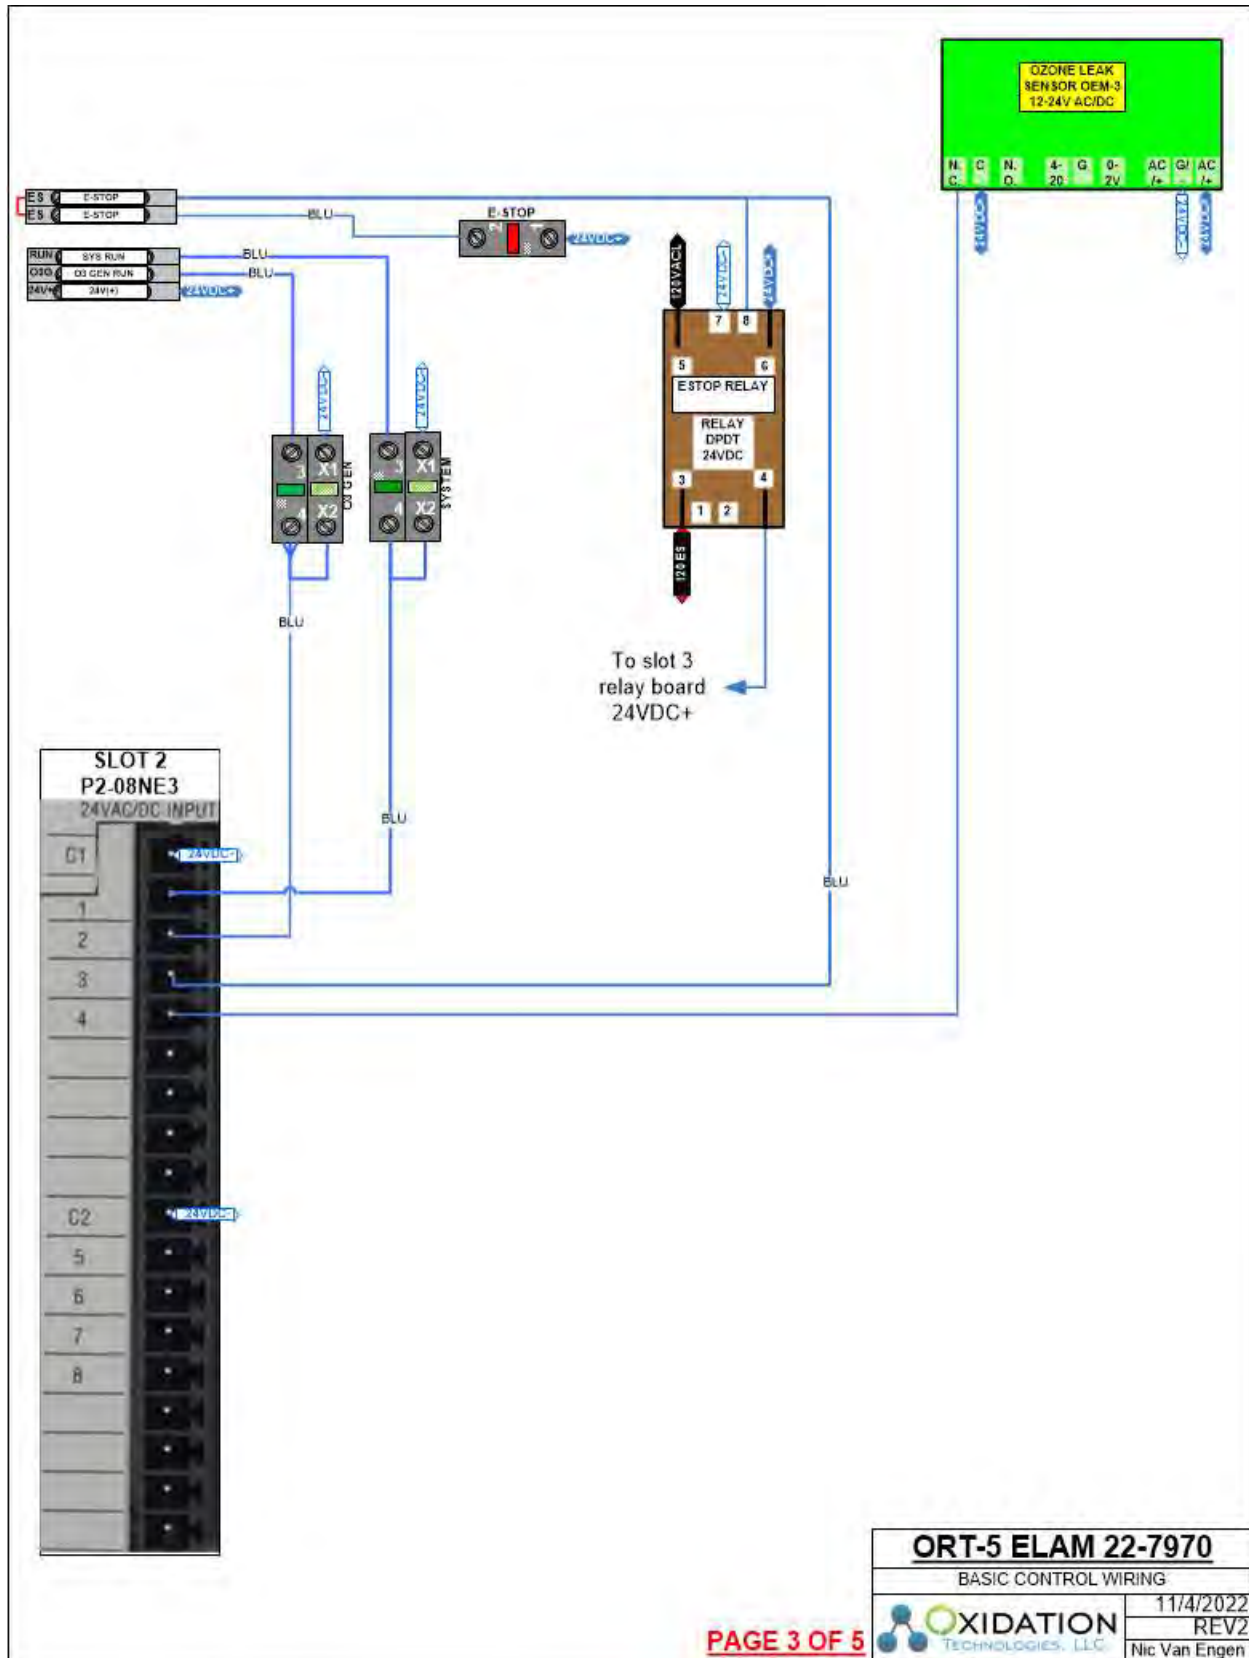 OZONE LEAK
SENSOR OEM-3
12-24V AC/DC
N. C N. 4- G 0- AC G/ AC
C. O. 20 2V /+ - /+
24VDC+
24VDC-
24VDC+
ES E-STOP
ES E-STOP
BLU
E-STOP
2 1
24VDC+
RUN SYS RUN
O3G O3 GEN RUN
24V+ 24V(+)
BLU
BLU
24VDC+
120VACL
24VDC-
24VDC+
7 8
5 6
ESTOP RELAY
RELAY
DPDT
24VDC
3 4
1 2
120 ES
24VDC-
24VDC-
3 X1
4 X2
O3 GEN
3 X1
4 X2
SYSTEM
BLU
To slot 3
relay board
24VDC+
SLOT 2
P2-08NE3
24VAC/DC INPUT
C1
24VDC-
BLU
BLU
1
2
3
4
C2
24VDC-
5
6
7
8
ORT-5 ELAM 22-7970
BASIC CONTROL WIRING
OXIDATION
TECHNOLOGIES, LLC
11/4/2022
REV2
Nic Van Engen
PAGE 3 OF 5